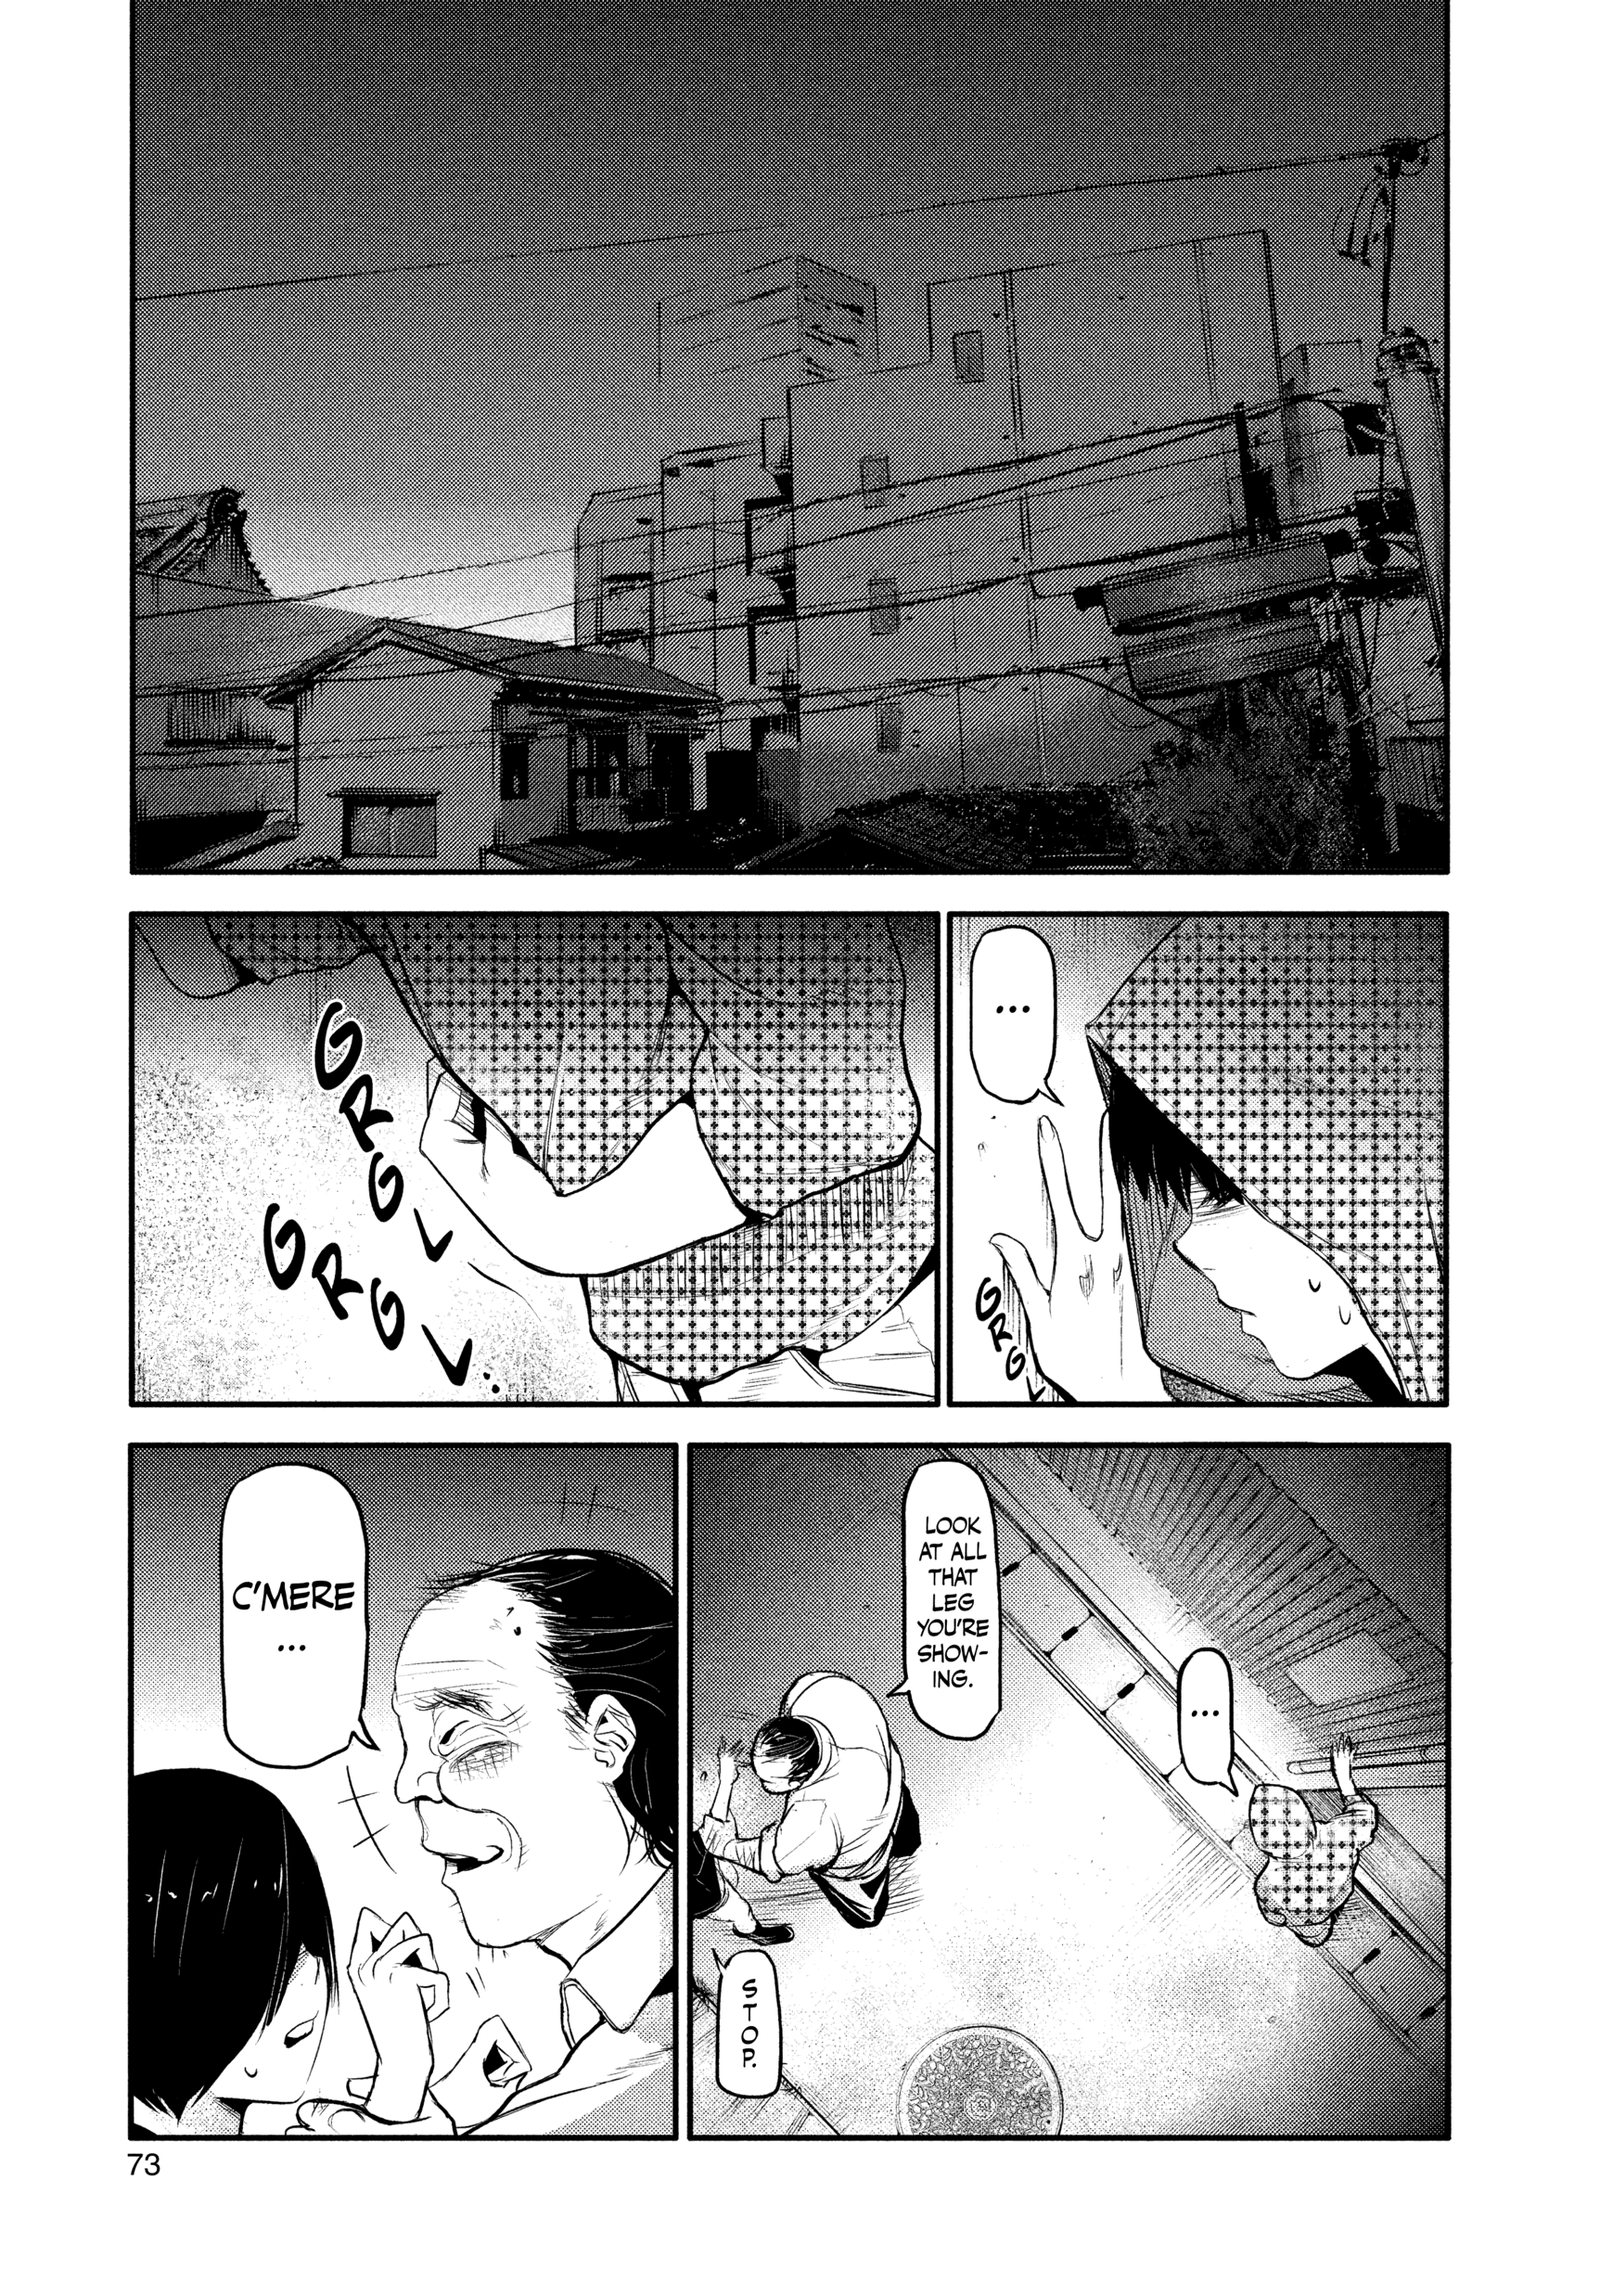 ...
GRGL
GRGL
GRGL...
LOOK
AT ALL
THAT
LEG
YOU'RE
SHOW-
ING.
...
STOP.
C'MERE
...
73